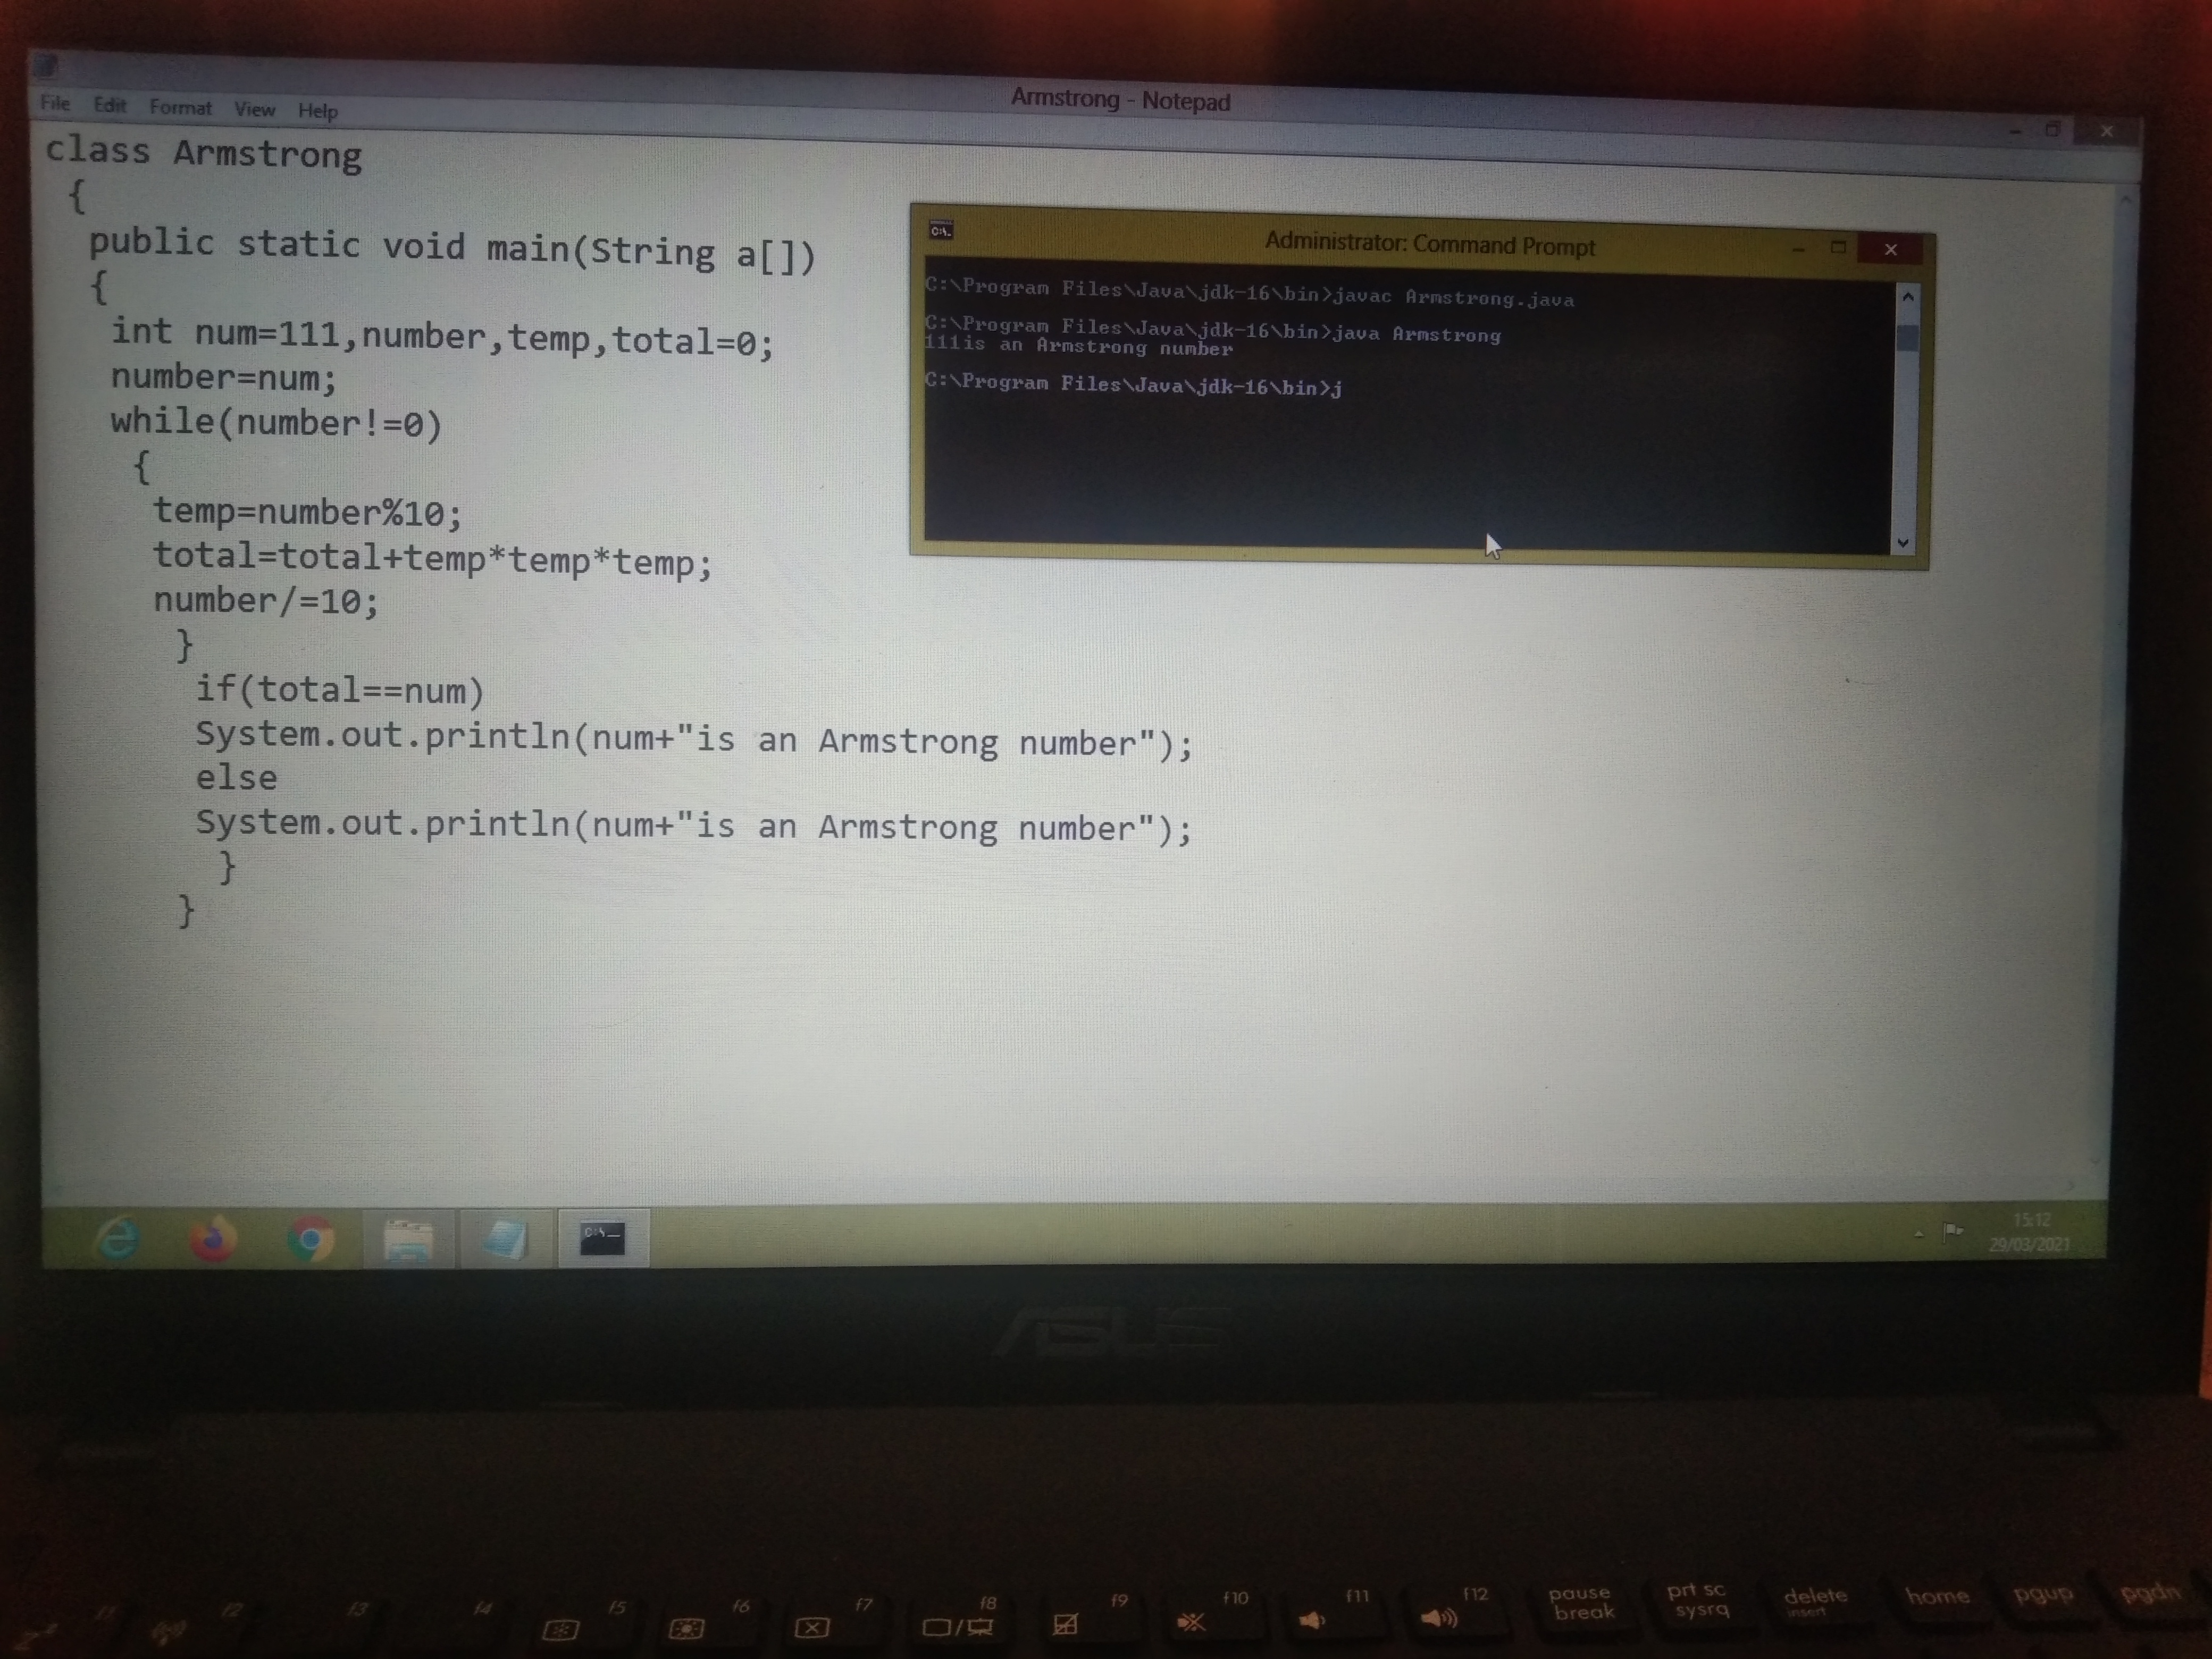 Armstrong - Notepad
File Edit Format View Help
class Armstrong
{
public static void main(String a[])
{
int num=111,number,temp,total=0;
number=num;
while(number!=0)
{
temp=number%10;
total=total+temp*temp*temp;
number/=10;
}
if(total==num)
System.out.println(num+"is an Armstrong number");
else
System.out.println(num+"is an Armstrong number");
}
}
C:\.
Administrator: Command Prompt
C:\Program Files\Java\jdk-16\bin>javac Armstrong.java
C:\Program Files\Java\jdk-16\bin>java Armstrong
111is an Armstrong number
C:\Program Files\Java\jdk-16\bin>j
15:12
29/03/2021
ASUS
f1 f2 f3 f4 f5 f6 f7 f8 f9 f10 f11 f12
pause break
prt sc sysrq
delete insert
home
pgup
pgdn